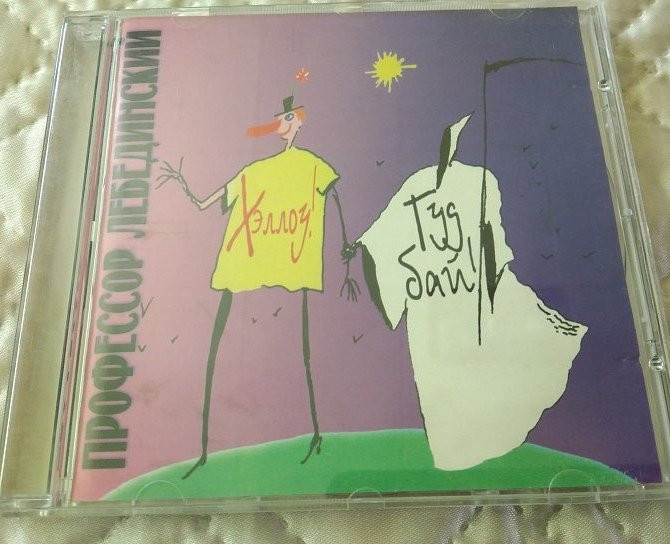 ПРОФЕССОР ЛЕБЕДИНСКИЙ
Хэллоу!
Гуд
бай!